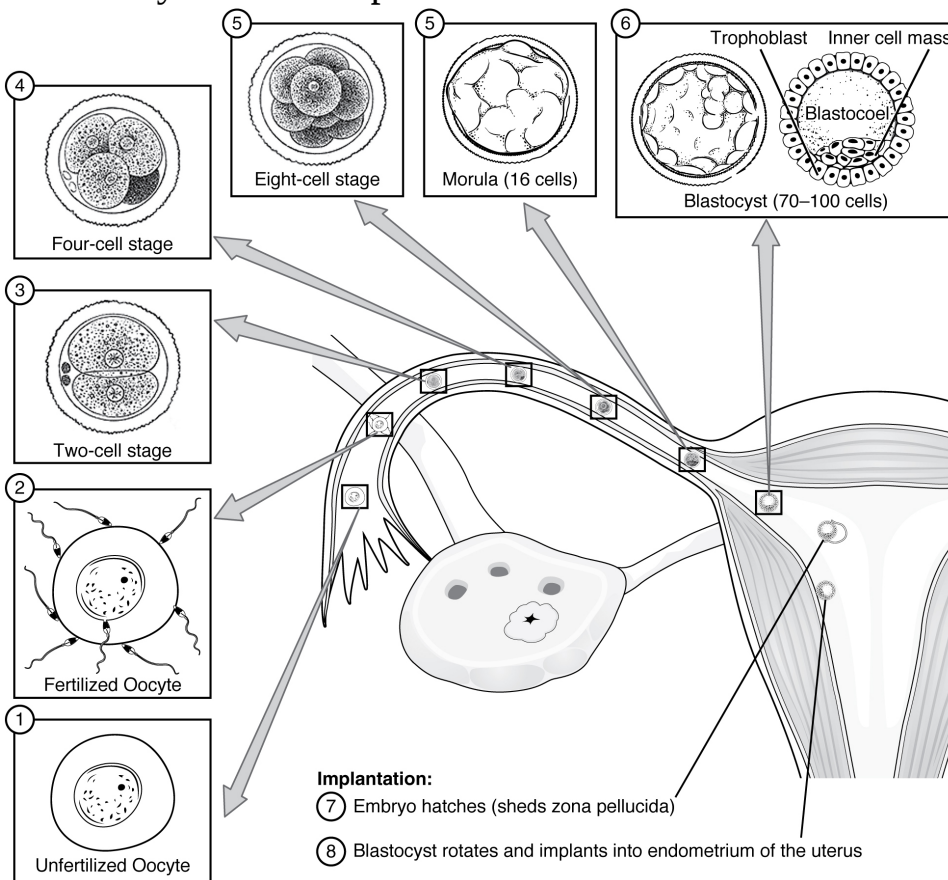 5
5
6
Trophoblast Inner cell mass
Blastocoel
4
Eight-cell stage
Morula (16 cells)
Blastocyst (70–100 cells)
Four-cell stage
3
Two-cell stage
2
Fertilized Oocyte
1
Unfertilized Oocyte
Implantation:
7 Embryo hatches (sheds zona pellucida)
8 Blastocyst rotates and implants into endometrium of the uterus